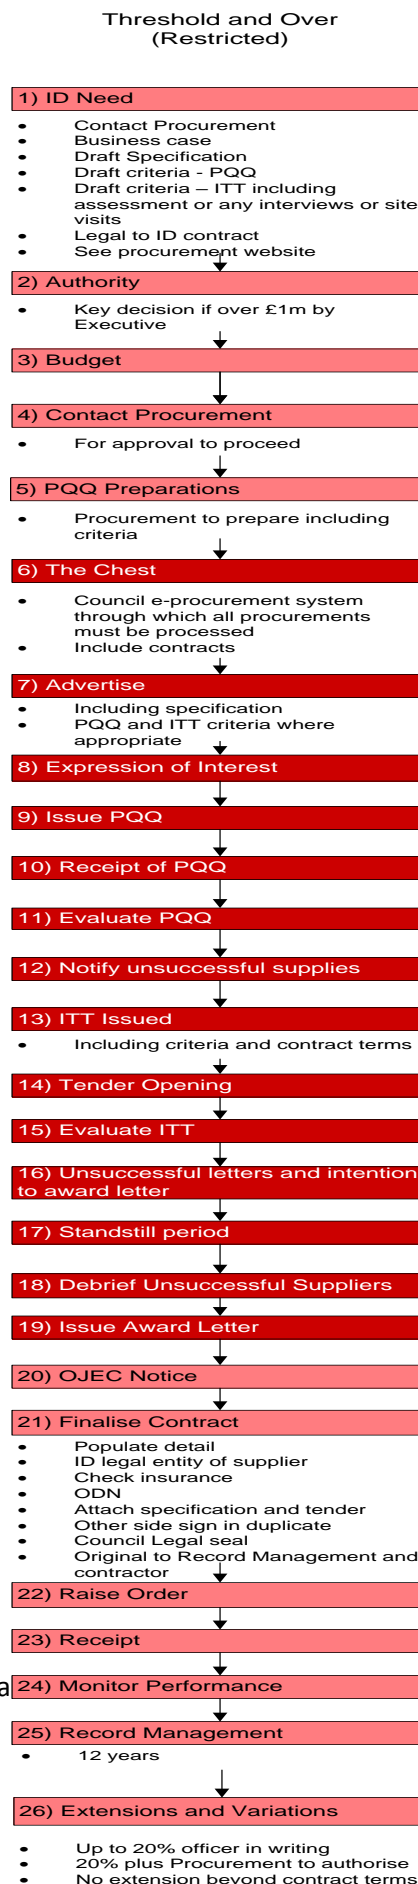 Threshold and Over
(Restricted)
1) ID Need
• Contact Procurement
• Business case
• Draft Specification
• Draft criteria - PQQ
• Draft criteria – ITT including
assessment or any interviews or site
visits
• Legal to ID contract
• See procurement website
2) Authority
• Key decision if over £1m by
Executive
3) Budget
4) Contact Procurement
• For approval to proceed
5) PQQ Preparations
• Procurement to prepare including
criteria
6) The Chest
• Council e-procurement system
through which all procurements
must be processed
• Include contracts
7) Advertise
• Including specification
• PQQ and ITT criteria where
appropriate
8) Expression of Interest
9) Issue PQQ
10) Receipt of PQQ
11) Evaluate PQQ
12) Notify unsuccessful supplies
13) ITT Issued
• Including criteria and contract terms
14) Tender Opening
15) Evaluate ITT
16) Unsuccessful letters and intention
to award letter
17) Standstill period
18) Debrief Unsuccessful Suppliers
19) Issue Award Letter
20) OJEC Notice
21) Finalise Contract
• Populate detail
• ID legal entity of supplier
• Check insurance
• ODN
• Attach specification and tender
• Other side sign in duplicate
• Council Legal seal
• Original to Record Management and
contractor
22) Raise Order
23) Receipt
a 24) Monitor Performance
25) Record Management
• 12 years
26) Extensions and Variations
• Up to 20% officer in writing
• 20% plus Procurement to authorise
• No extension beyond contract terms